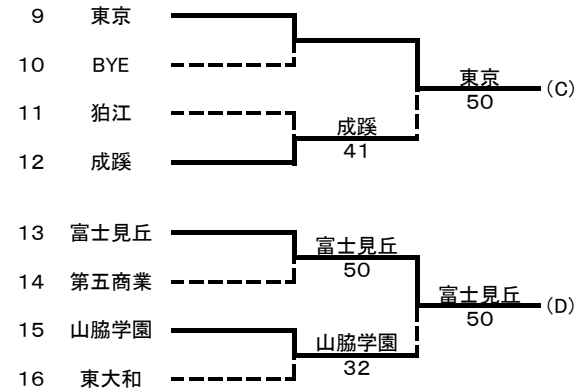 9 東京
10 BYE
11 狛江
12 成蹊
成蹊
41
東京
50
(C)
13 富士見丘
14 第五商業
15 山脇学園
16 東大和
富士見丘
50
山脇学園
32
富士見丘
50
(D)